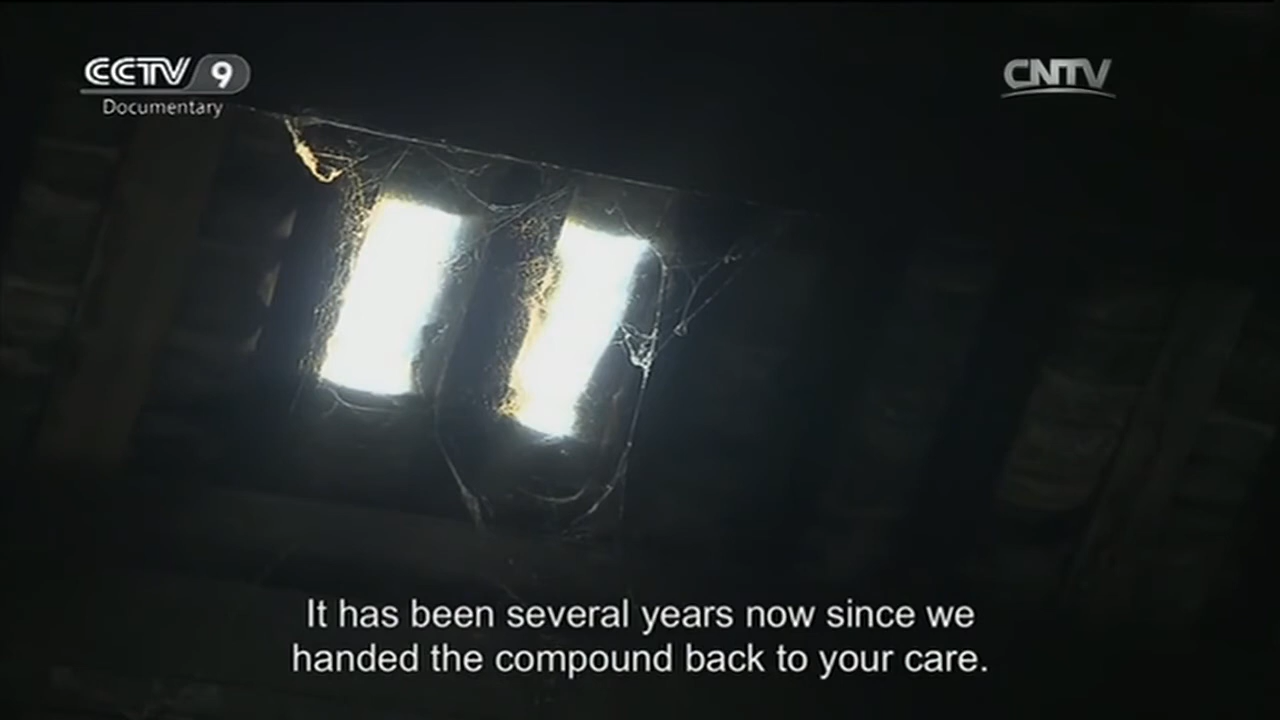 CCTV 9
CNTV
Documentary
It has been several years now since we
handed the compound back to your care.